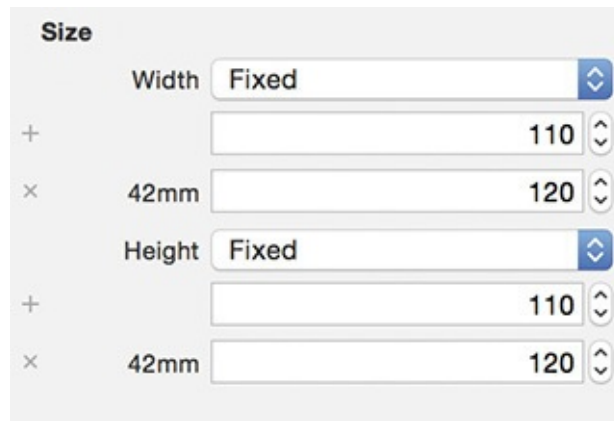 Size
Width Fixed
+ 110
× 42mm 120
Height Fixed
+ 110
× 42mm 120